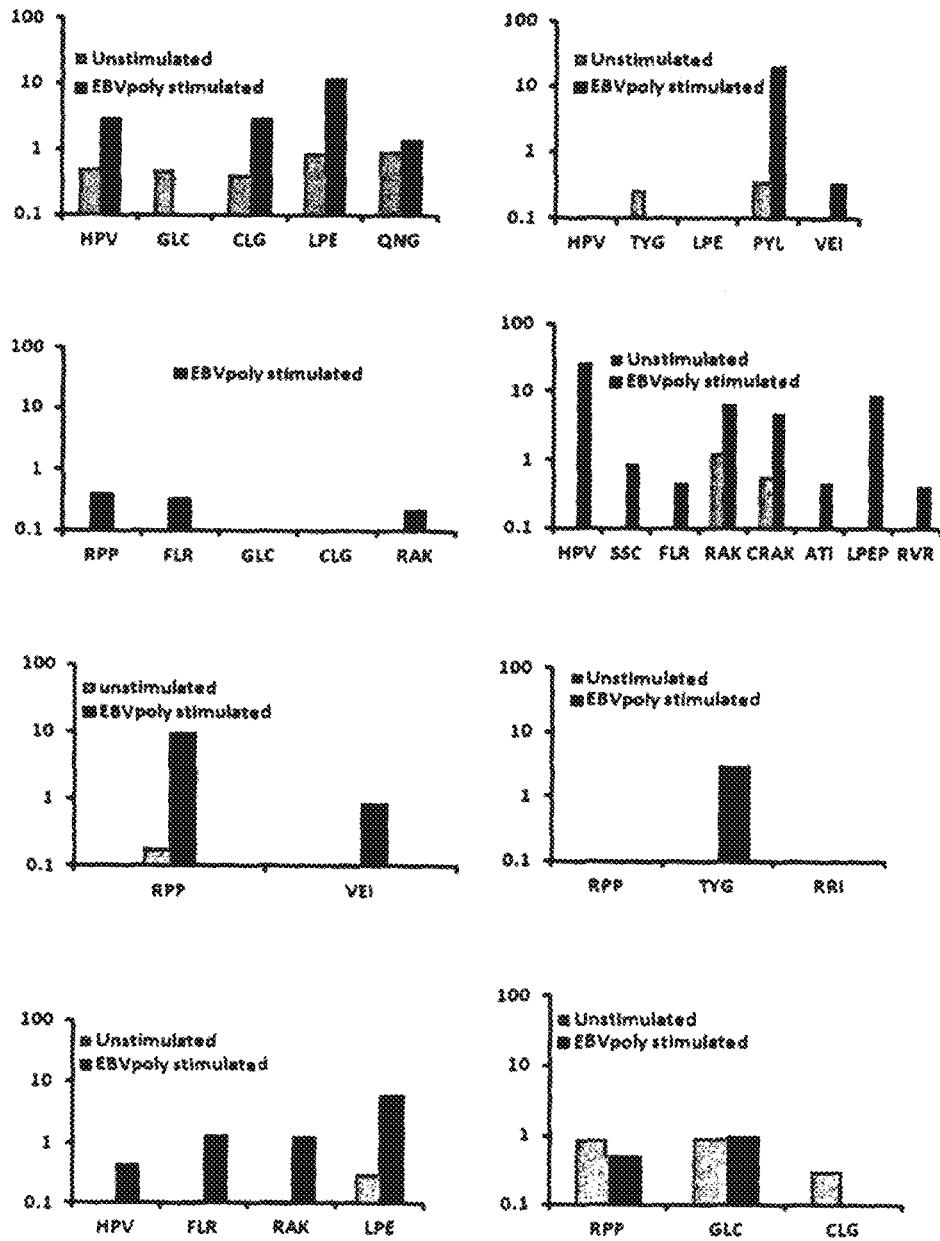 100
10
1
0.1
Unstimulated
EBVpoly stimulated
HPV GLC CLG LPE QNG
100
10
1
0.1
Unstimulated
EBVpoly stimulated
HPV TYG LPE PYL VEI
100
10
1
0.1
EBVpoly stimulated
RPP FLR GLC CLG RAK
100
10
1
0.1
Unstimulated
EBVpoly stimulated
HPV SSC FLR RAK CRAK ATI LPEP RVR
100
10
1
0.1
unstimulated
EBVpoly stimulated
RPP VEI
100
10
1
0.1
Unstimulated
EBVpoly stimulated
RPP TYG RRI
100
10
1
0.1
Unstimulated
EBVpoly stimulated
HPV FLR RAK LPE
100
10
1
0.1
Unstimulated
EBVpoly stimulated
RPP GLC CLG